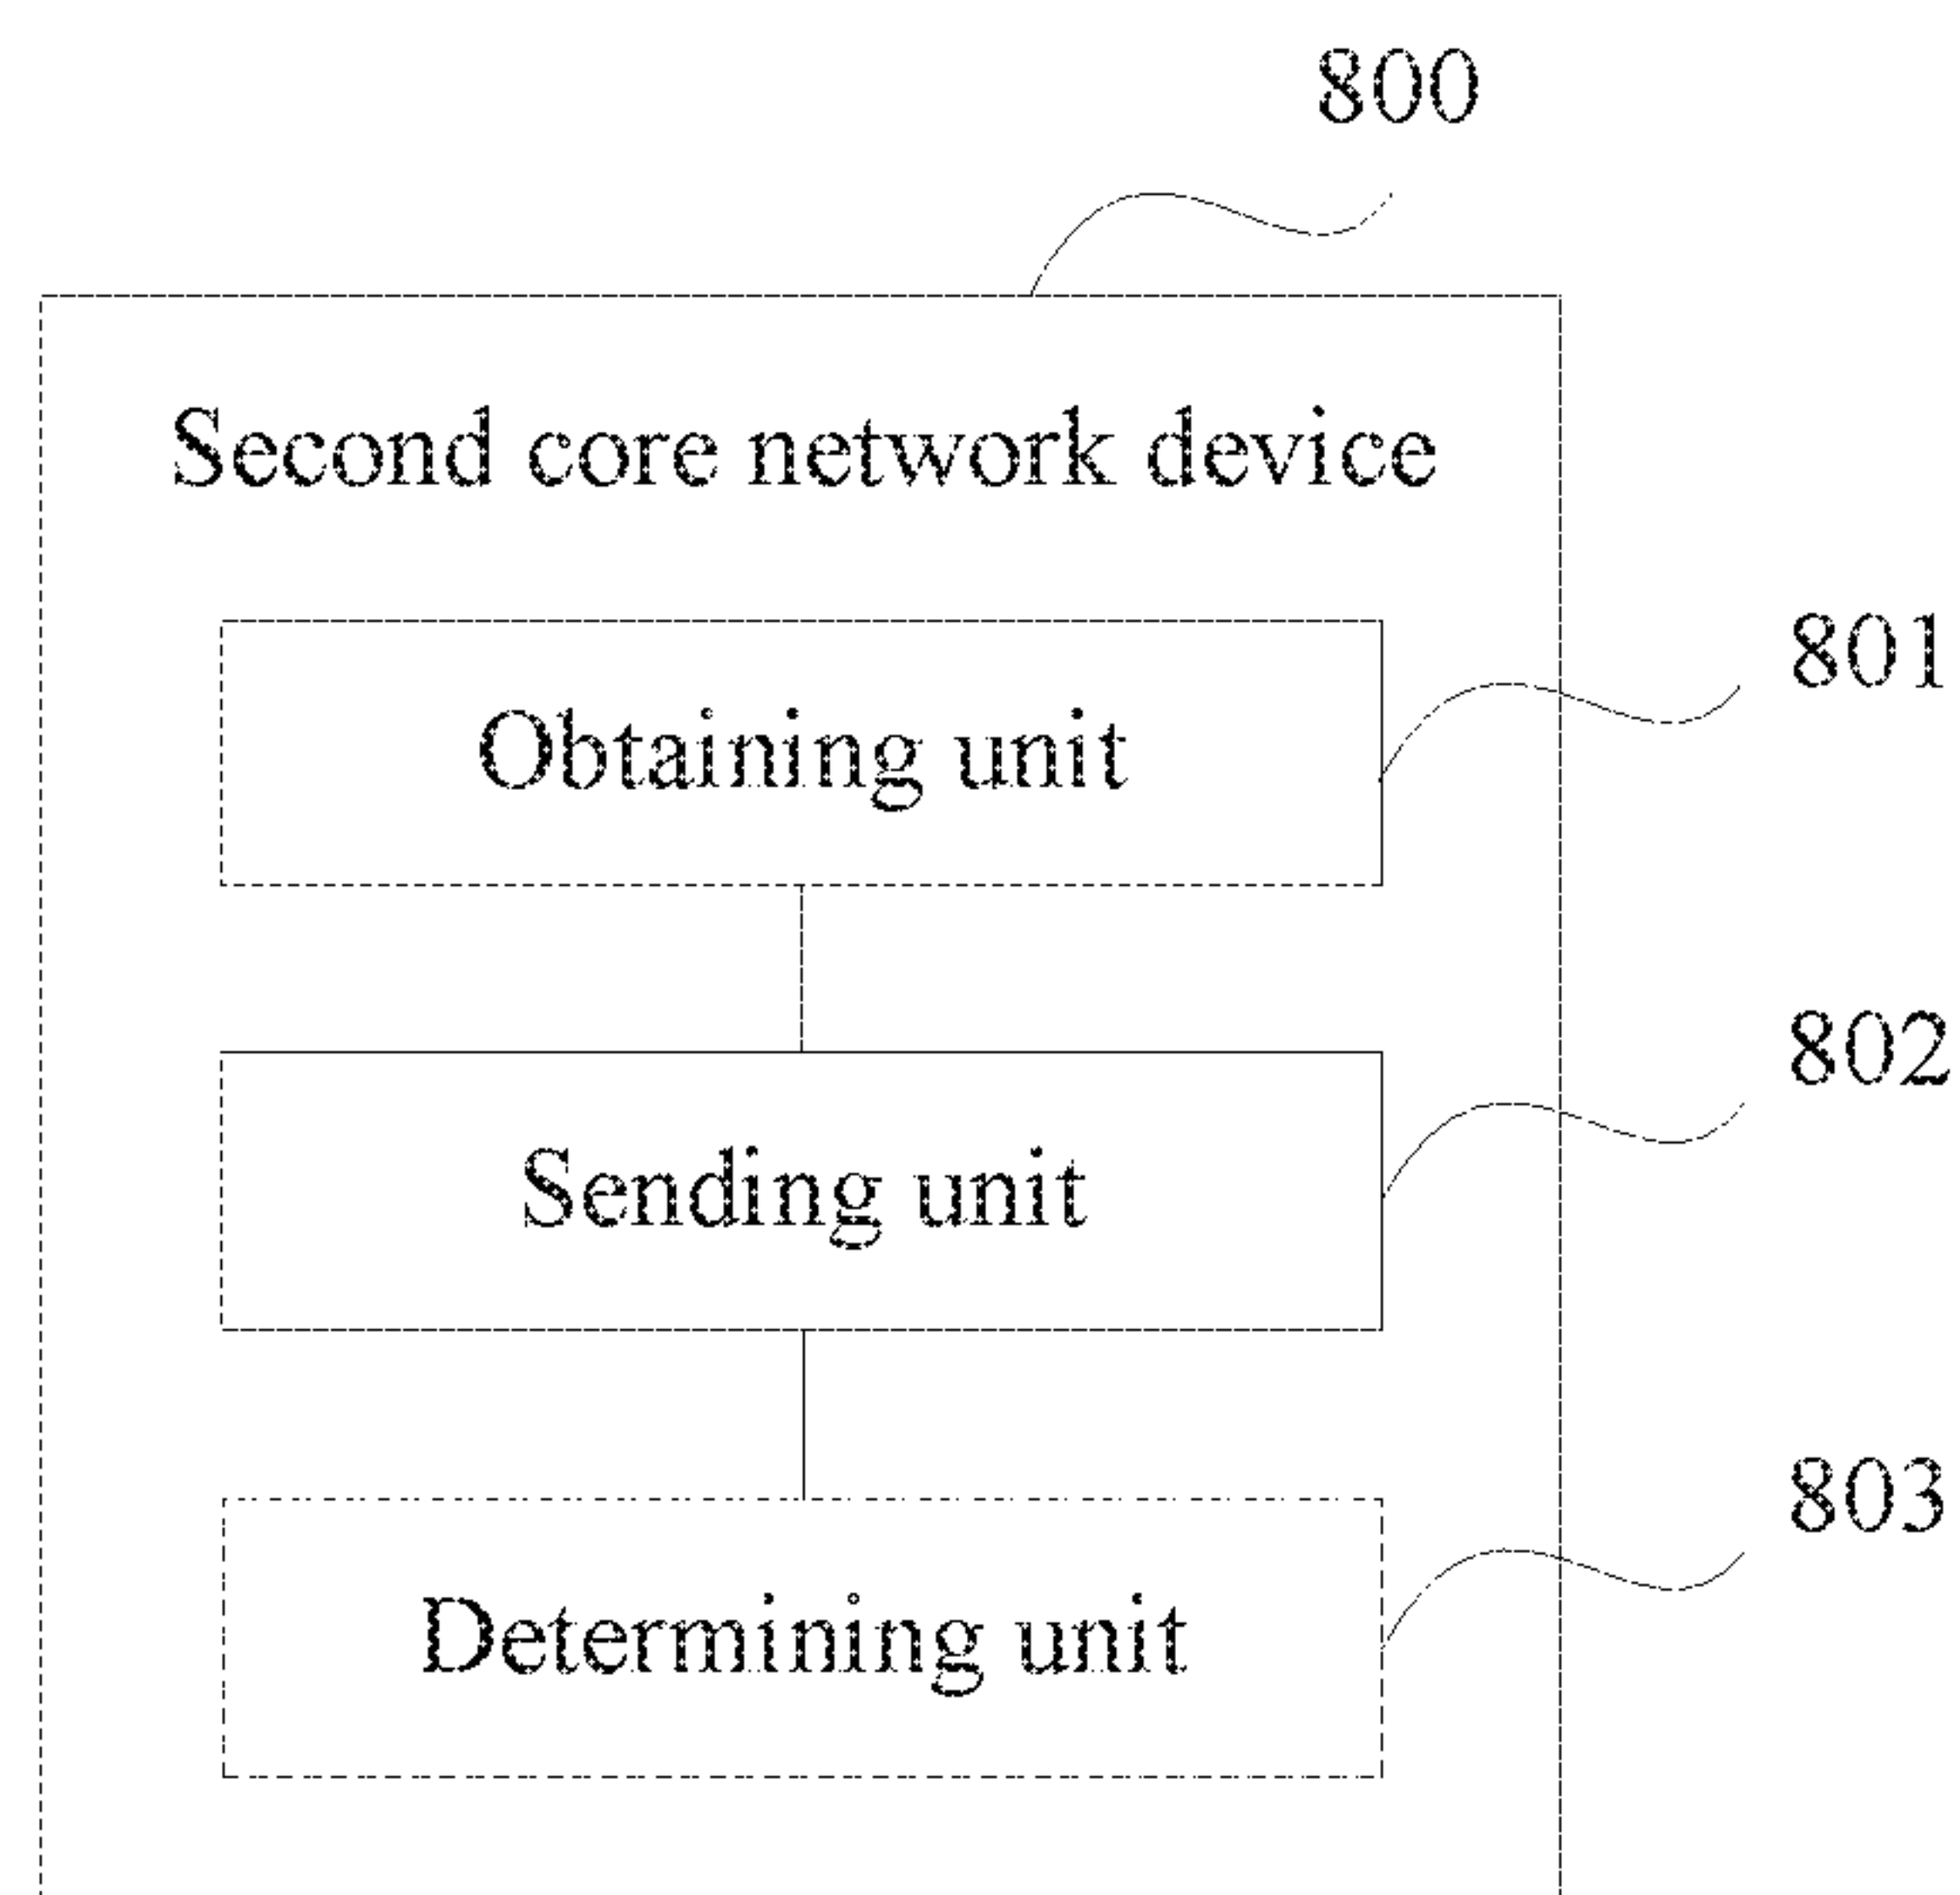 800
Second core network device
801
Obtaining unit
802
Sending unit
803
Determining unit